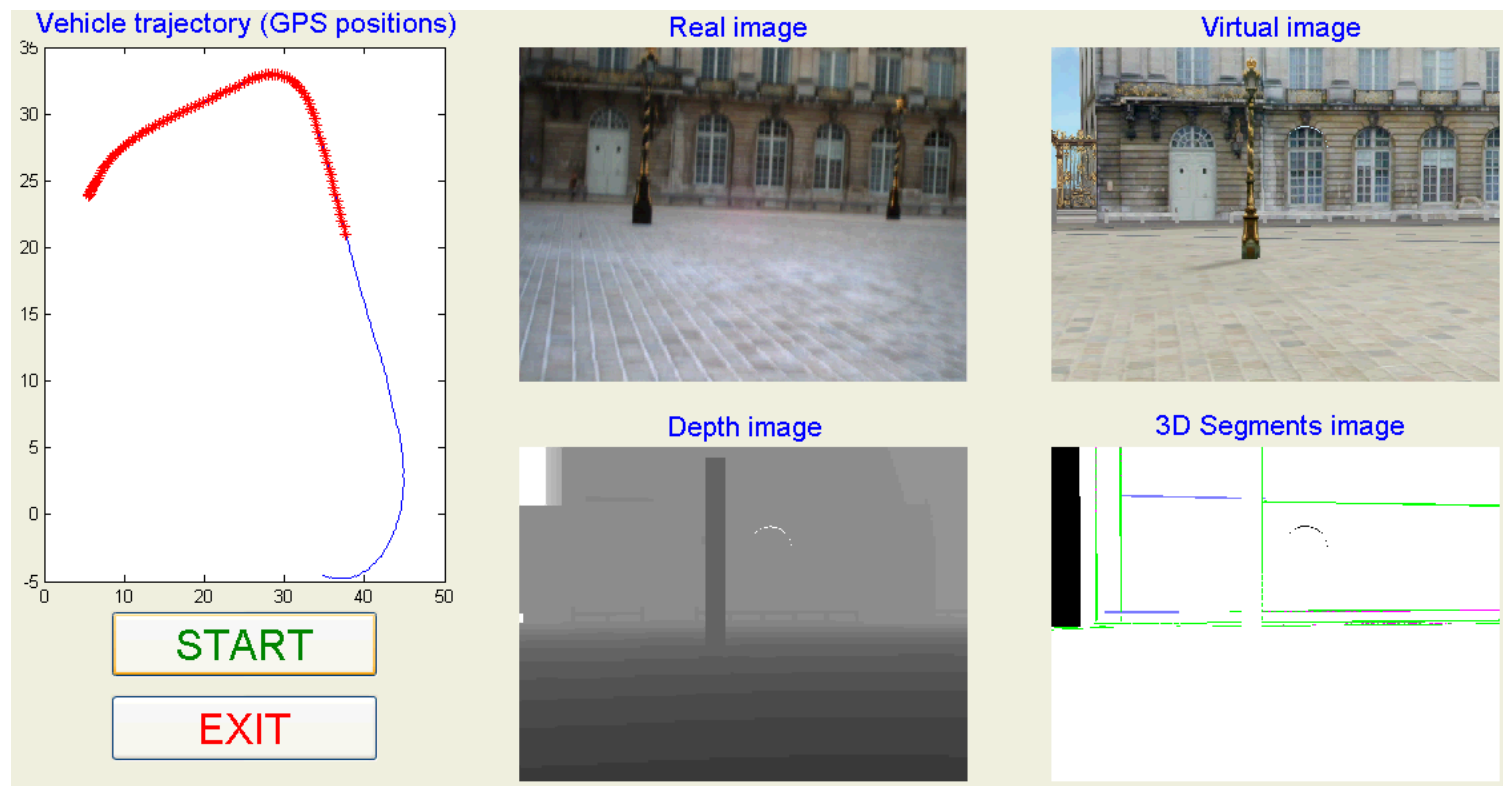 Vehicle trajectory (GPS positions)
35
30
25
20
15
10
5
0
-5
0 10 20 30 40 50
START
EXIT
Real image
Virtual image
Depth image
3D Segments image